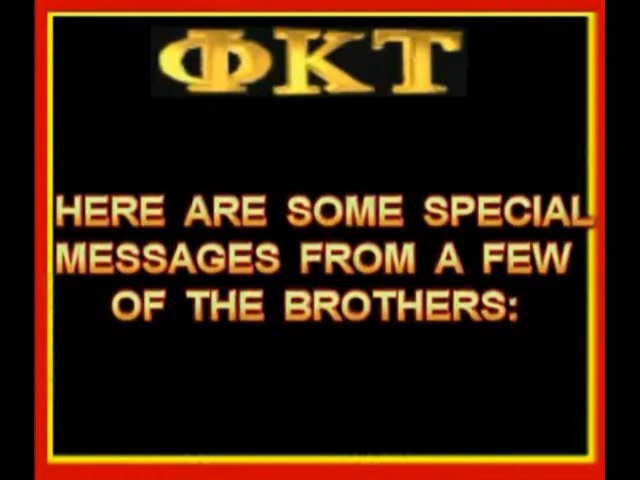 ΦΚΤ
HERE ARE SOME SPECIAL
MESSAGES FROM A FEW
OF THE BROTHERS: